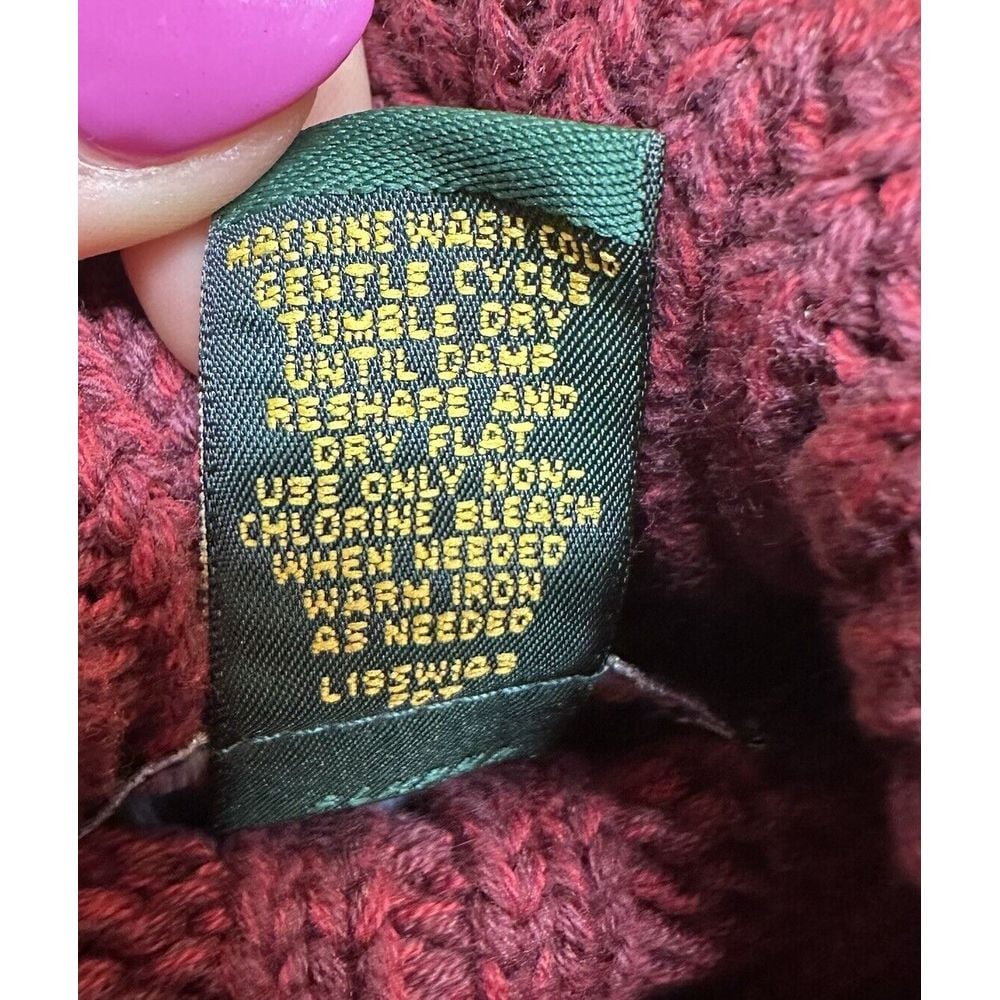 MACHINE WASH COLD
GENTLE CYCLE
TUMBLE DRY
UNTIL DAMP
RESHAPE AND
DRY FLAT
USE ONLY NON-
CHLORINE BLEACH
WHEN NEEDED
WARM IRON
AS NEEDED